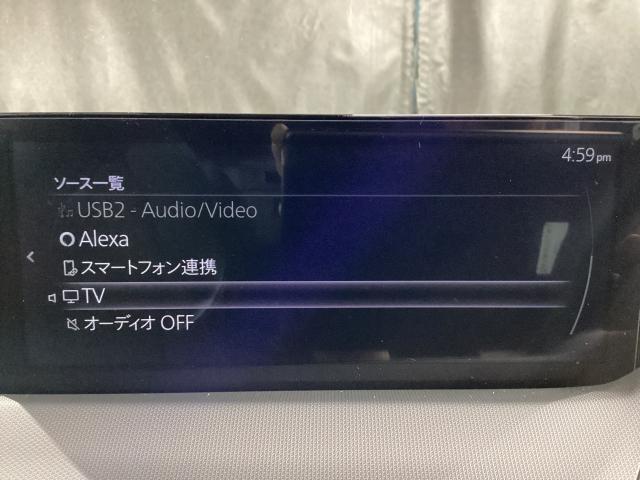 4:59pm
ソース一覧
USB2 - Audio/Video
Alexa
スマートフォン連携
TV
オーディオ OFF